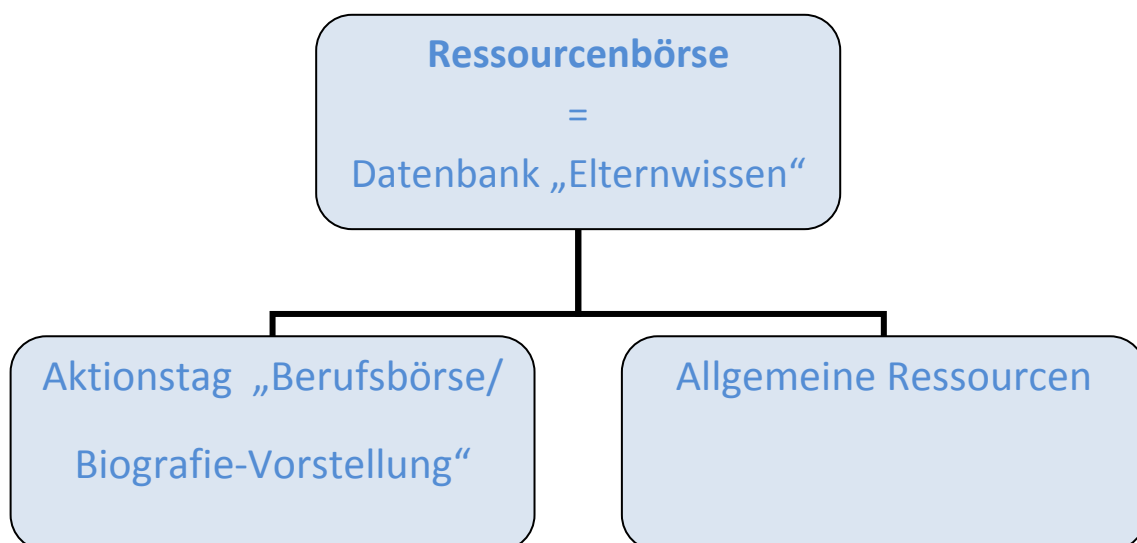 Ressourcenbörse
=
Datenbank „Elternwissen“
Aktionstag „Berufsbörse/
Biografie-Vorstellung“
Allgemeine Ressourcen